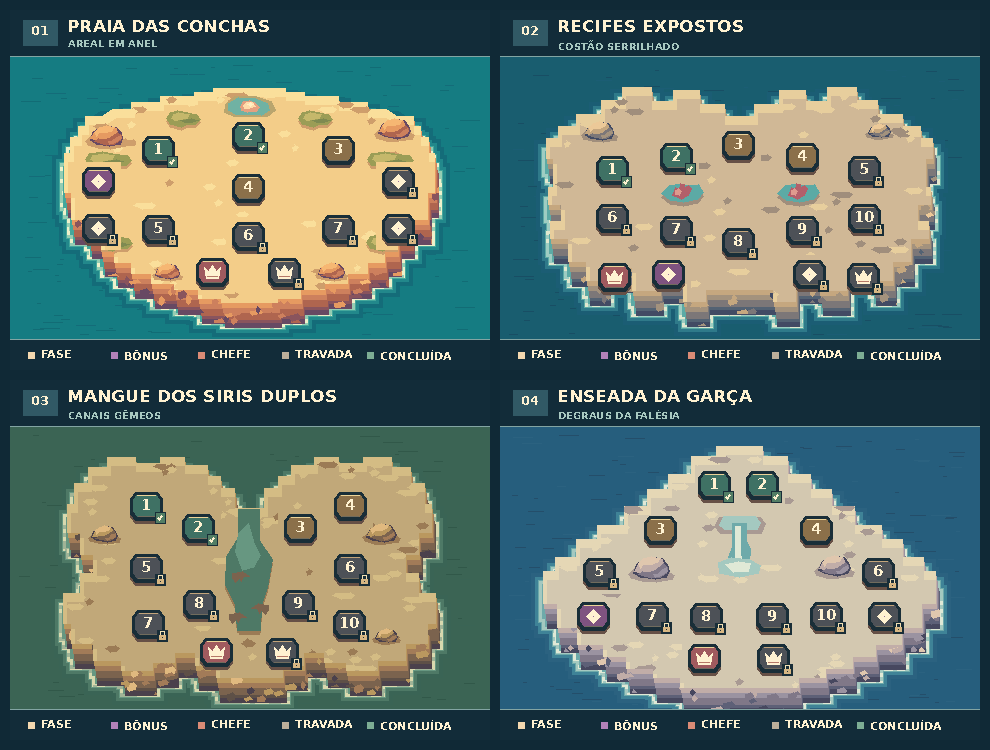 01 PRAIA DAS CONCHAS
AREAL EM ANEL
1 2 3
4
5 6 7
FASE BÔNUS CHEFE TRAVADA CONCLUÍDA
02 RECIFES EXPOSTOS
COSTÃO SERRILHADO
1 2 3 4 5
6 7 8 9 10
FASE BÔNUS CHEFE TRAVADA CONCLUÍDA
03 MANGUE DOS SIRIS DUPLOS
CANAIS GÊMEOS
1 2 3 4
5 6
7 8 9 10
FASE BÔNUS CHEFE TRAVADA CONCLUÍDA
04 ENSEADA DA GARÇA
DEGRAUS DA FALÉSIA
1 2
3 4
5 6
7 8 9 10
FASE BÔNUS CHEFE TRAVADA CONCLUÍDA